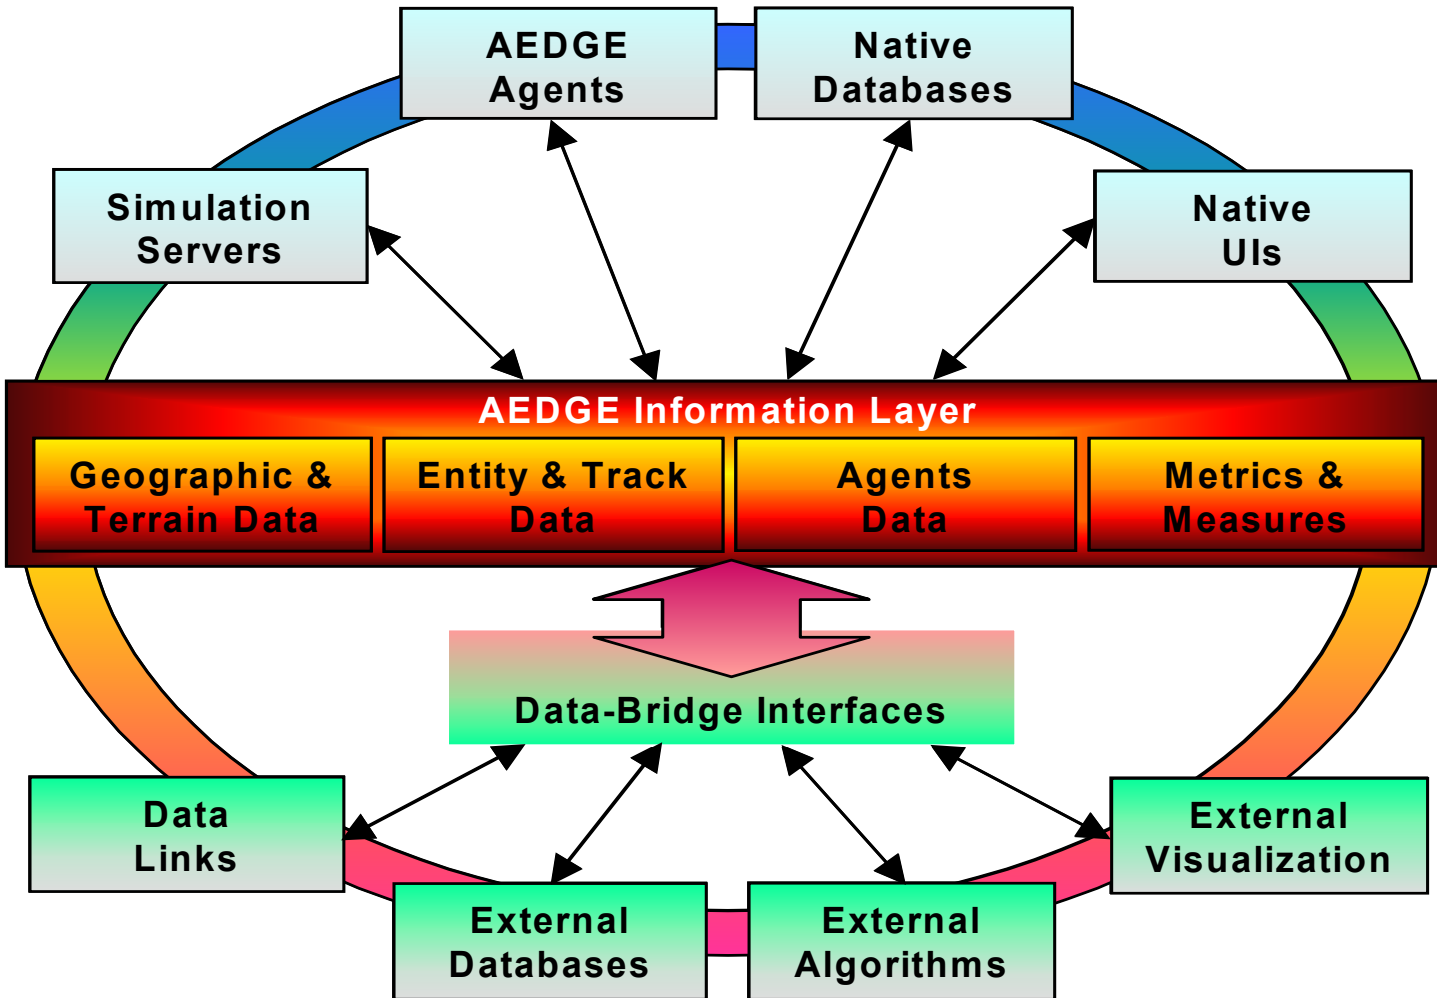 AEDGE
Agents
Native
Databases
Simulation
Servers
Native
UIs
AEDGE Information Layer
Geographic &
Terrain Data
Entity & Track
Data
Agents
Data
Metrics &
Measures
Data-Bridge Interfaces
Data
Links
External
Visualization
External
Databases
External
Algorithms